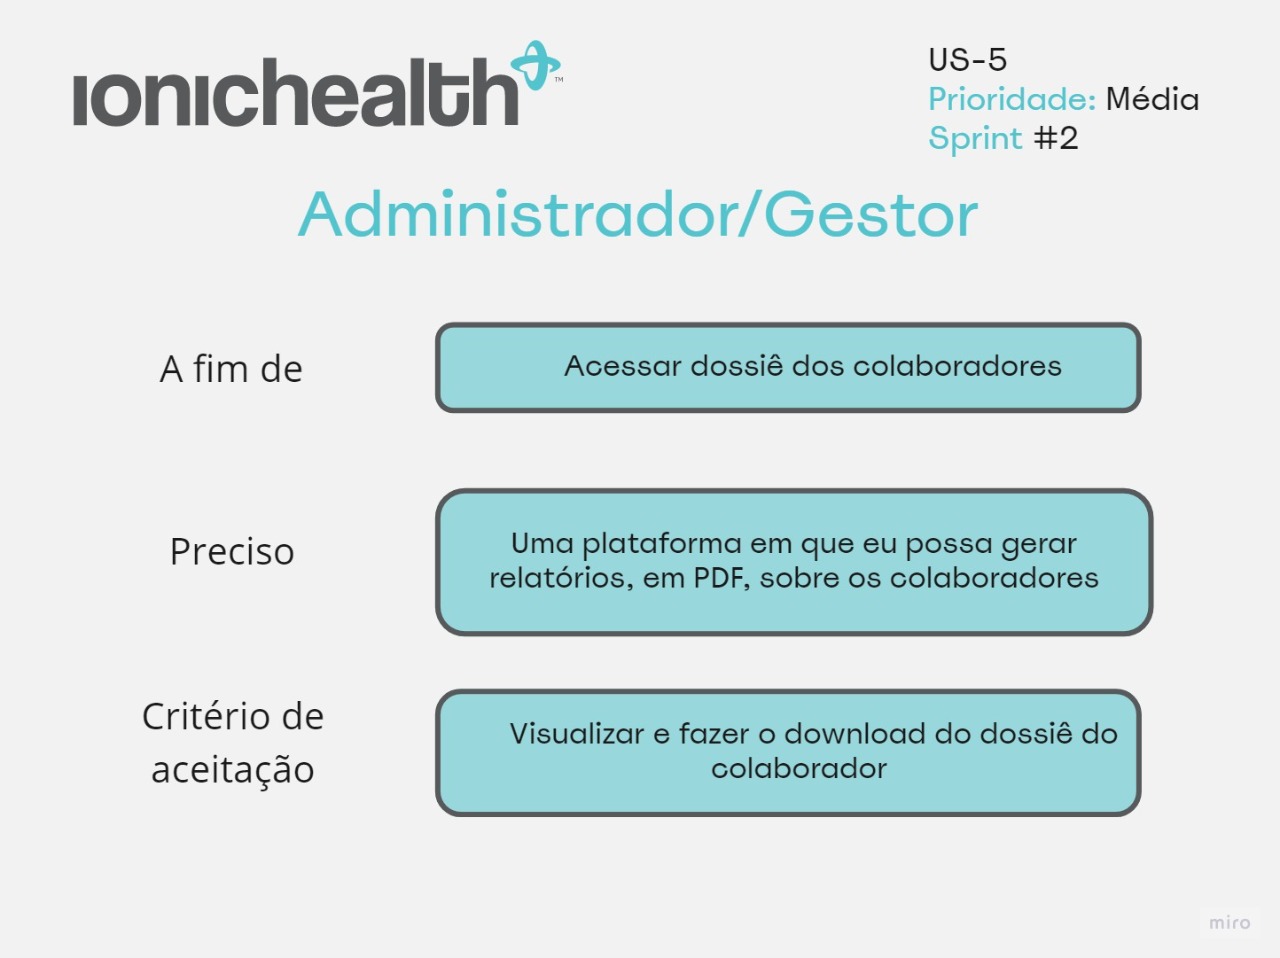 ionichealth
™
US-5
Prioridade: Média
Sprint #2
Administrador/Gestor
A fim de
Acessar dossiê dos colaboradores
Preciso
Uma plataforma em que eu possa gerar
relatórios, em PDF, sobre os colaboradores
Critério de
aceitação
Visualizar e fazer o download do dossiê do
colaborador
miro